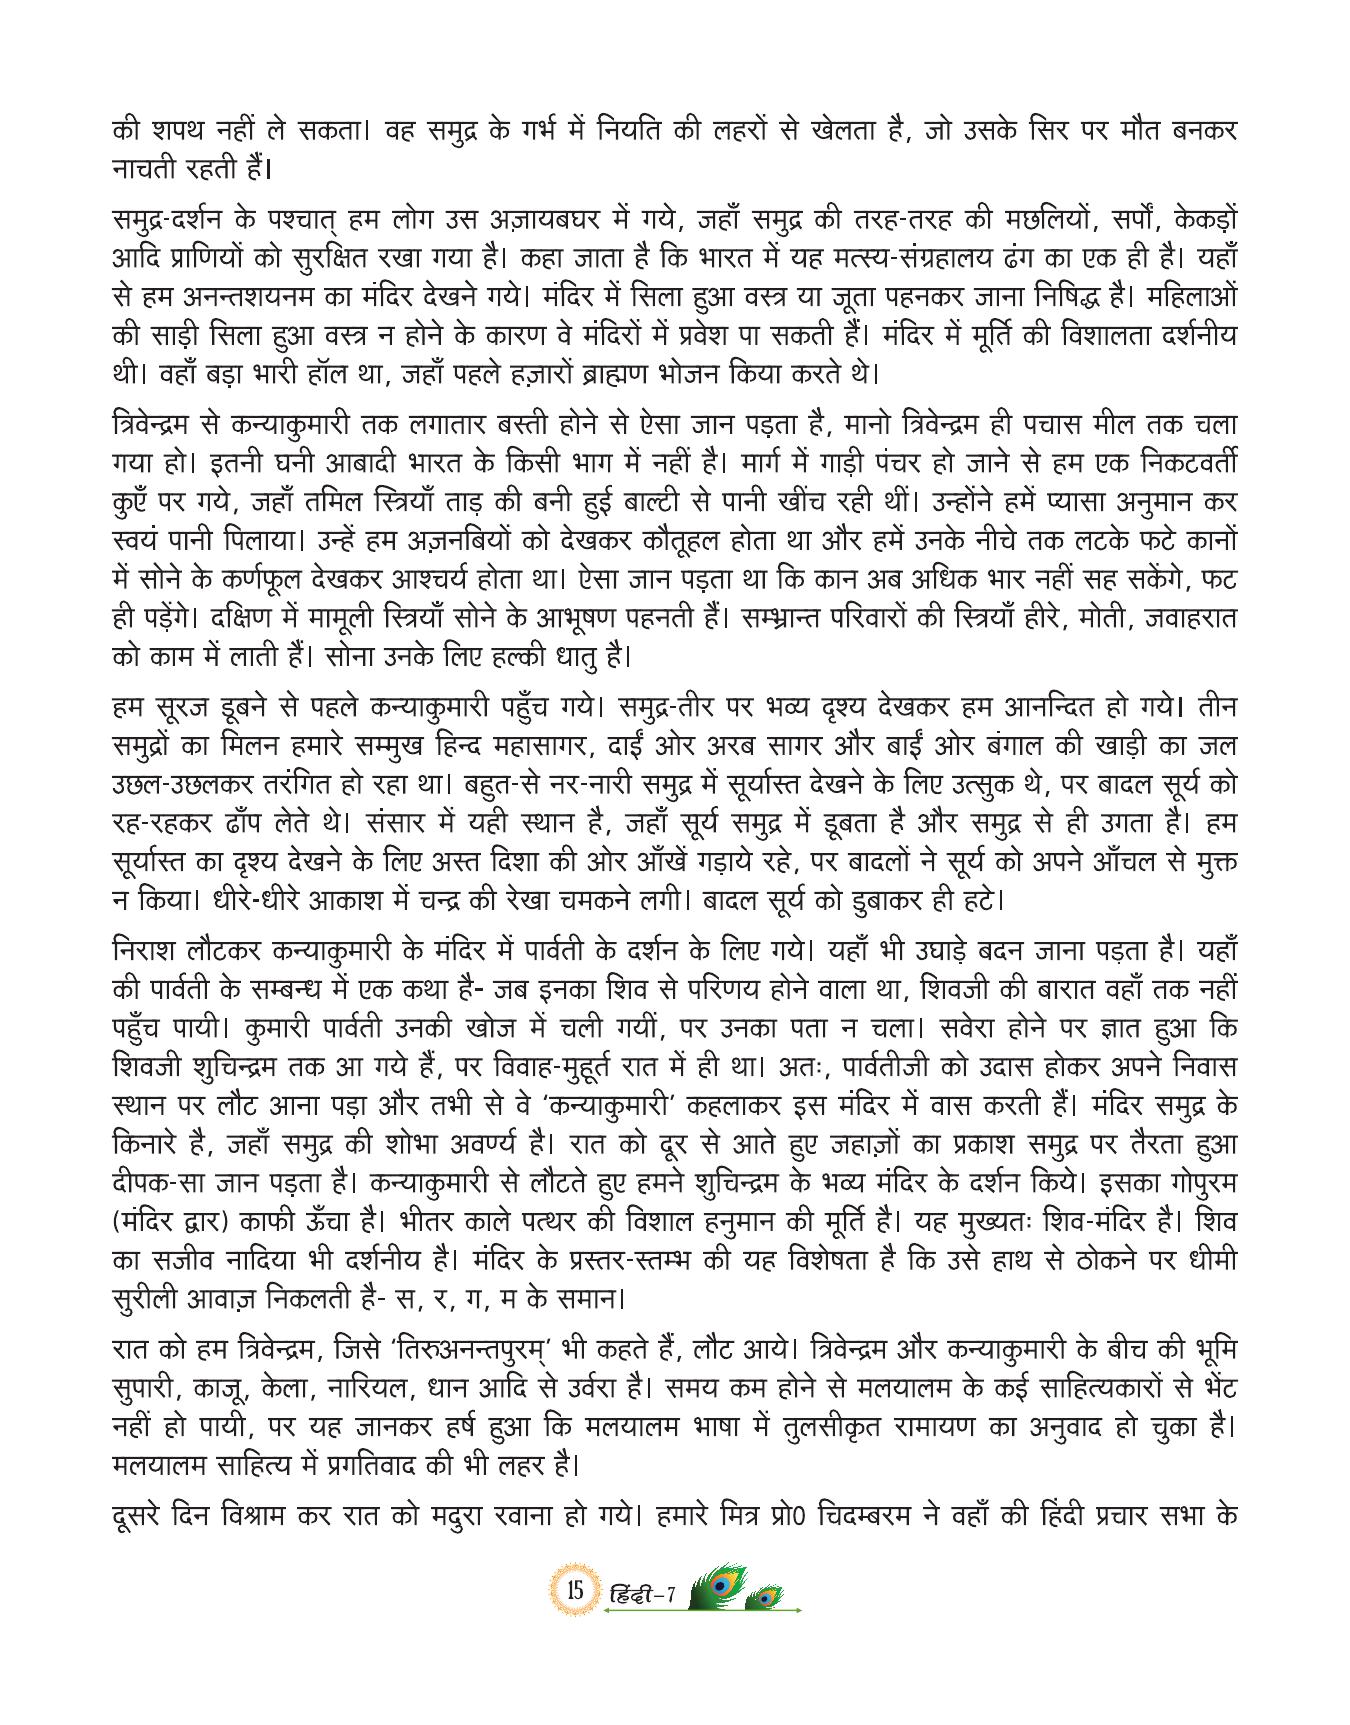 की शपथ नहीं ले सकता। वह समुद्र के गर्भ में नियति की लहरों से खेलता है, जो उसके सिर पर मौत बनकर
नाचती रहती हैं।
समुद्र-दर्शन के पश्चात् हम लोग उस अज़ायबघर में गये, जहाँ समुद्र की तरह-तरह की मछलियों, सर्पों, केकड़ों
आदि प्राणियों को सुरक्षित रखा गया है। कहा जाता है कि भारत में यह मत्स्य-संग्रहालय ढंग का एक ही है। यहाँ
से हम अनन्तशयनम का मंदिर देखने गये। मंदिर में सिला हुआ वस्त्र या जूता पहनकर जाना निषिद्ध है। महिलाओं
की साड़ी सिला हुआ वस्त्र न होने के कारण वे मंदिरों में प्रवेश पा सकती हैं। मंदिर में मूर्ति की विशालता दर्शनीय
थी। वहाँ बड़ा भारी हॉल था, जहाँ पहले हज़ारों ब्राह्मण भोजन किया करते थे।
त्रिवेन्द्रम से कन्याकुमारी तक लगातार बस्ती होने से ऐसा जान पड़ता है, मानो त्रिवेन्द्रम ही पचास मील तक चला
गया हो। इतनी घनी आबादी भारत के किसी भाग में नहीं है। मार्ग में गाड़ी पंचर हो जाने से हम एक निकटवर्ती
कुएँ पर गये, जहाँ तमिल स्त्रियाँ ताड़ की बनी हुई बाल्टी से पानी खींच रही थीं। उन्होंने हमें प्यासा अनुमान कर
स्वयं पानी पिलाया। उन्हें हम अज़नबियों को देखकर कौतूहल होता था और हमें उनके नीचे तक लटके फटे कानों
में सोने के कर्णफूल देखकर आश्चर्य होता था। ऐसा जान पड़ता था कि कान अब अधिक भार नहीं सह सकेंगे, फट
ही पड़ेंगे। दक्षिण में मामूली स्त्रियाँ सोने के आभूषण पहनती हैं। सम्भ्रान्त परिवारों की स्त्रियाँ हीरे, मोती, जवाहरात
को काम में लाती हैं। सोना उनके लिए हल्की धातु है।
हम सूरज डूबने से पहले कन्याकुमारी पहुँच गये। समुद्र-तीर पर भव्य दृश्य देखकर हम आनन्दित हो गये। तीन
समुद्रों का मिलन हमारे सम्मुख हिन्द महासागर, दाईं ओर अरब सागर और बाईं ओर बंगाल की खाड़ी का जल
उछल-उछलकर तरंगित हो रहा था। बहुत-से नर-नारी समुद्र में सूर्यास्त देखने के लिए उत्सुक थे, पर बादल सूर्य को
रह-रहकर ढाँप लेते थे। संसार में यही स्थान है, जहाँ सूर्य समुद्र में डूबता है और समुद्र से ही उगता है। हम
सूर्यास्त का दृश्य देखने के लिए अस्त दिशा की ओर आँखें गड़ाये रहे, पर बादलों ने सूर्य को अपने आँचल से मुक्त
न किया। धीरे-धीरे आकाश में चन्द्र की रेखा चमकने लगी। बादल सूर्य को डुबाकर ही हटे।
निराश लौटकर कन्याकुमारी के मंदिर में पार्वती के दर्शन के लिए गये। यहाँ भी उघाड़े बदन जाना पड़ता है। यहाँ
की पार्वती के सम्बन्ध में एक कथा है- जब इनका शिव से परिणय होने वाला था, शिवजी की बारात वहाँ तक नहीं
पहुँच पायी। कुमारी पार्वती उनकी खोज में चली गयीं, पर उनका पता न चला। सवेरा होने पर ज्ञात हुआ कि
शिवजी शुचिन्द्रम तक आ गये हैं, पर विवाह-मुहूर्त रात में ही था। अतः, पार्वतीजी को उदास होकर अपने निवास
स्थान पर लौट आना पड़ा और तभी से वे ‘कन्याकुमारी’ कहलाकर इस मंदिर में वास करती हैं। मंदिर समुद्र के
किनारे है, जहाँ समुद्र की शोभा अवर्ण्य है। रात को दूर से आते हुए जहाज़ों का प्रकाश समुद्र पर तैरता हुआ
दीपक-सा जान पड़ता है। कन्याकुमारी से लौटते हुए हमने शुचिन्द्रम के भव्य मंदिर के दर्शन किये। इसका गोपुरम
(मंदिर द्वार) काफी ऊँचा है। भीतर काले पत्थर की विशाल हनुमान की मूर्ति है। यह मुख्यतः शिव-मंदिर है। शिव
का सजीव नादिया भी दर्शनीय है। मंदिर के प्रस्तर-स्तम्भ की यह विशेषता है कि उसे हाथ से ठोकने पर धीमी
सुरीली आवाज़ निकलती है- स, र, ग, म के समान।
रात को हम त्रिवेन्द्रम, जिसे ‘तिरुअनन्तपुरम्’ भी कहते हैं, लौट आये। त्रिवेन्द्रम और कन्याकुमारी के बीच की भूमि
सुपारी, काजू, केला, नारियल, धान आदि से उर्वरा है। समय कम होने से मलयालम के कई साहित्यकारों से भेंट
नहीं हो पायी, पर यह जानकर हर्ष हुआ कि मलयालम भाषा में तुलसीकृत रामायण का अनुवाद हो चुका है।
मलयालम साहित्य में प्रगतिवाद की भी लहर है।
दूसरे दिन विश्राम कर रात को मदुरा रवाना हो गये। हमारे मित्र प्रो0 चिदम्बरम ने वहाँ की हिंदी प्रचार सभा के
15 हिंदी–7